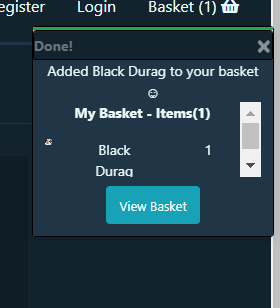 egister Login Basket (1)
Done!
Added Black Durag to your basket
My Basket - Items(1)
Black 1
Durag
View Basket